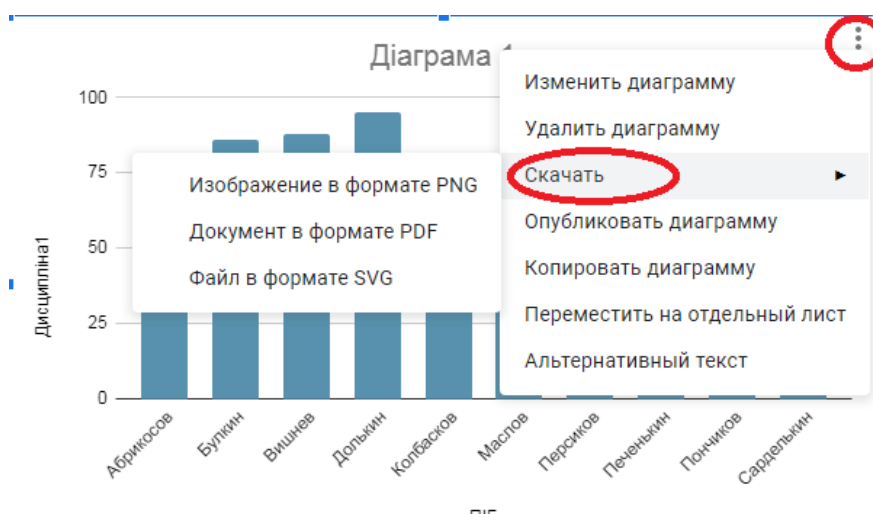 Діаграма 1
Изменить диаграмму
Удалить диаграмму
Скачать
Опубликовать диаграмму
Копировать диаграмму
Переместить на отдельный лист
Альтернативный текст
Изображение в формате PNG
Документ в формате PDF
Файл в формате SVG
100
75
50
25
0
Дисципліна1
Абрикосов
Булкин
Вишнев
Долькин
Колбасков
Маслов
Персиков
Печенькин
Пончиков
Сарделькин